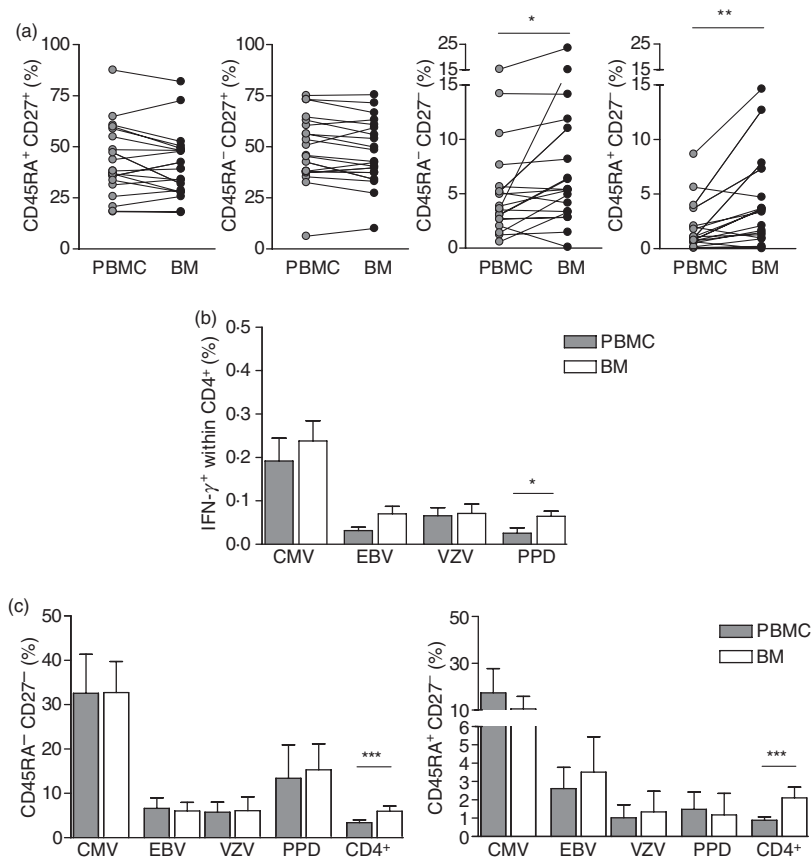 (a)
100
75
50
25
0
CD45RA⁺ CD27⁺ (%)
PBMC BM
100
75
50
25
0
CD45RA⁻ CD27⁺ (%)
PBMC BM
*
25
15
15
10
5
0
CD45RA⁻ CD27⁻ (%)
PBMC BM
**
25
15
15
10
5
0
CD45RA⁺ CD27⁻ (%)
PBMC BM
(b)
0·5
0·4
0·3
0·2
0·1
0·0
IFN-γ⁺ within CD4⁺ (%)
PBMC
BM
*
CMV EBV VZV PPD
(c)
50
40
30
20
10
0
CD45RA⁻ CD27⁻ (%)
***
CMV EBV VZV PPD CD4⁺
50
30
10
6
5
4
3
2
1
CD45RA⁺ CD27⁻ (%)
PBMC
BM
***
CMV EBV VZV PPD CD4⁺